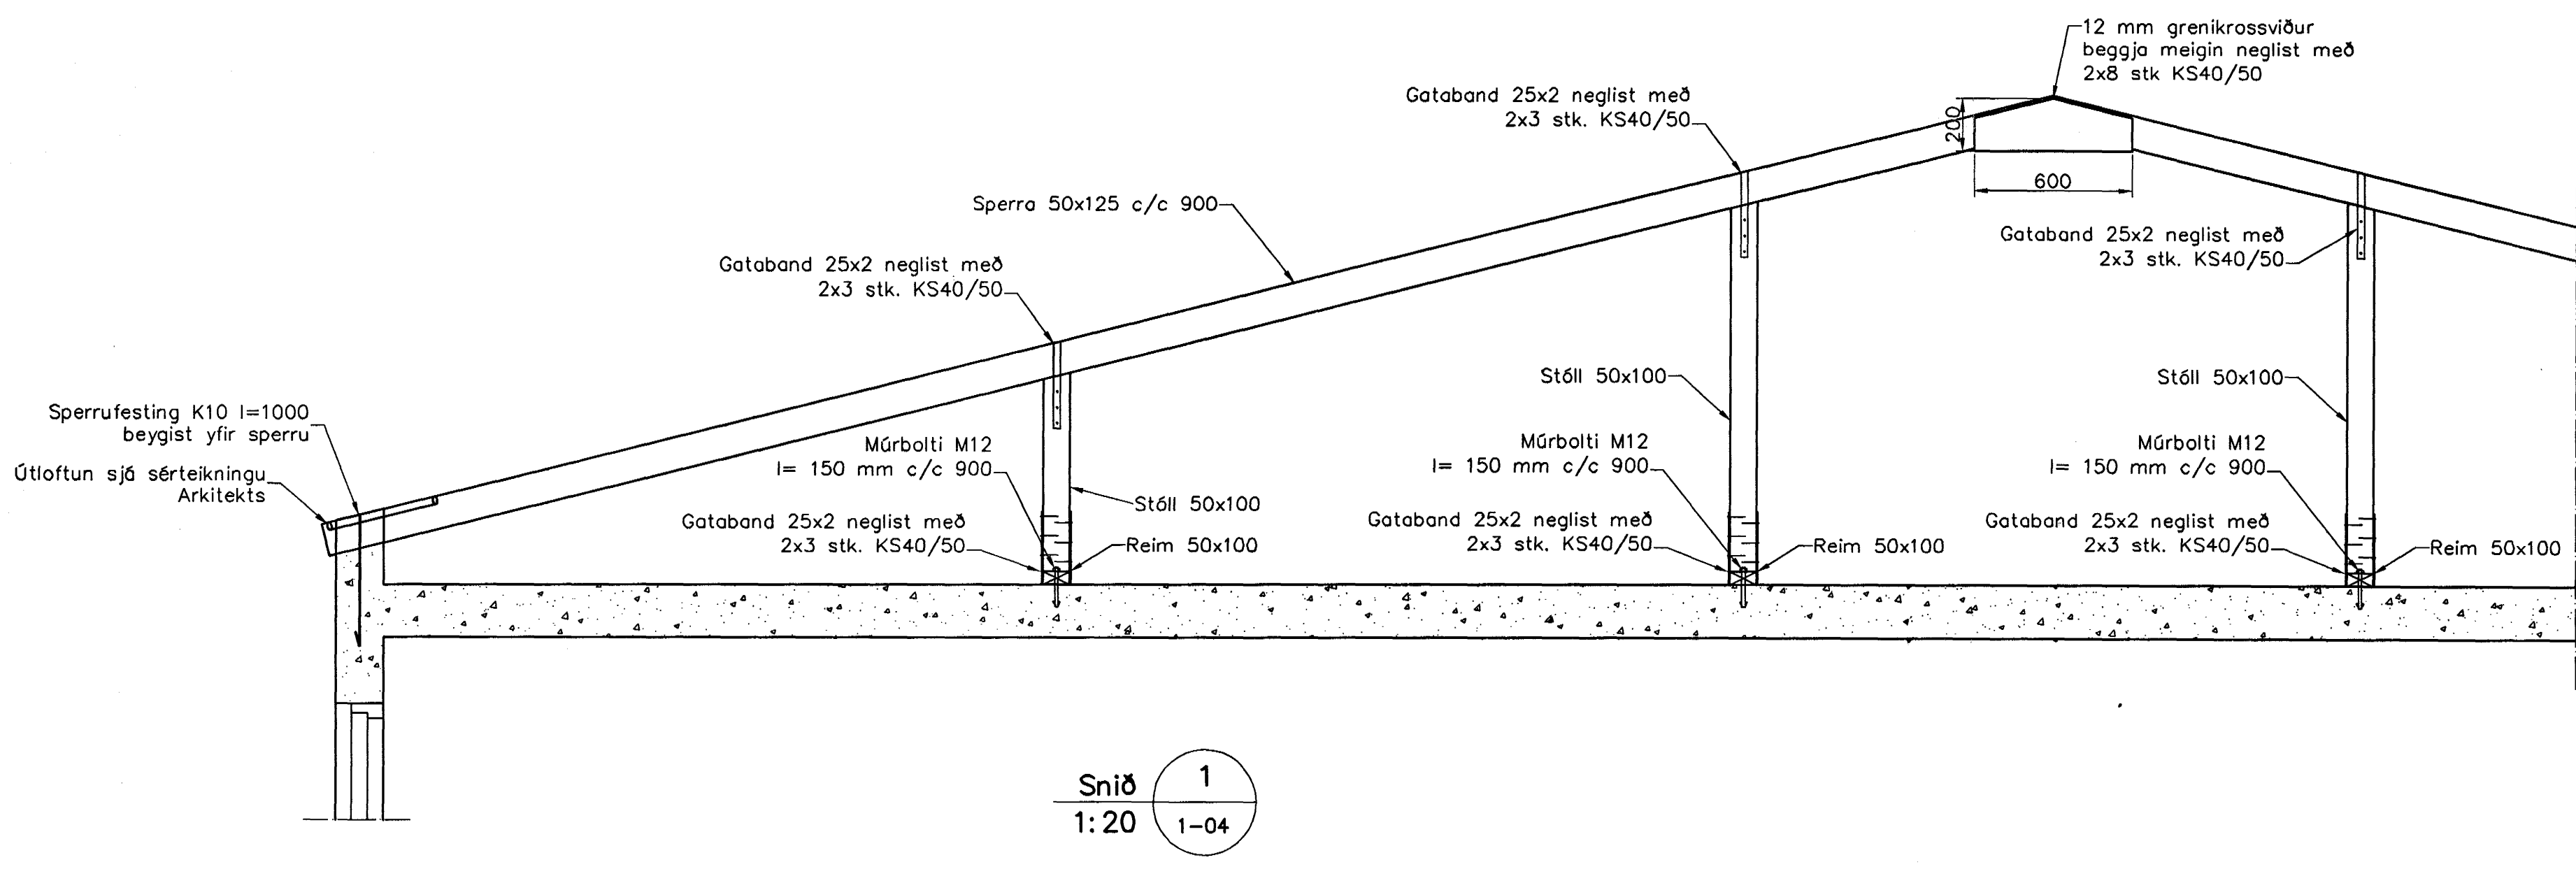 12 mm grenikrossviður
beggja meigin neglist með
2x8 stk KS40/50
Gataband 25x2 neglist með
2x3 stk. KS40/50
200
600
Sperra 50x125 c/c 900
Gataband 25x2 neglist með
2x3 stk. KS40/50
Gataband 25x2 neglist með
2x3 stk. KS40/50
Stóll 50x100
Stóll 50x100
Sperrufesting K10 l=1000
beygist yfir sperru
Útloftun sjá sérteikningu
Arkitekts
Múrbolti M12
l= 150 mm c/c 900
Stóll 50x100
Gataband 25x2 neglist með
2x3 stk. KS40/50
Reim 50x100
Múrbolti M12
l= 150 mm c/c 900
Gataband 25x2 neglist með
2x3 stk. KS40/50
Reim 50x100
Múrbolti M12
l= 150 mm c/c 900
Gataband 25x2 neglist með
2x3 stk. KS40/50
Reim 50x100
Snið
1:20
1
1-04